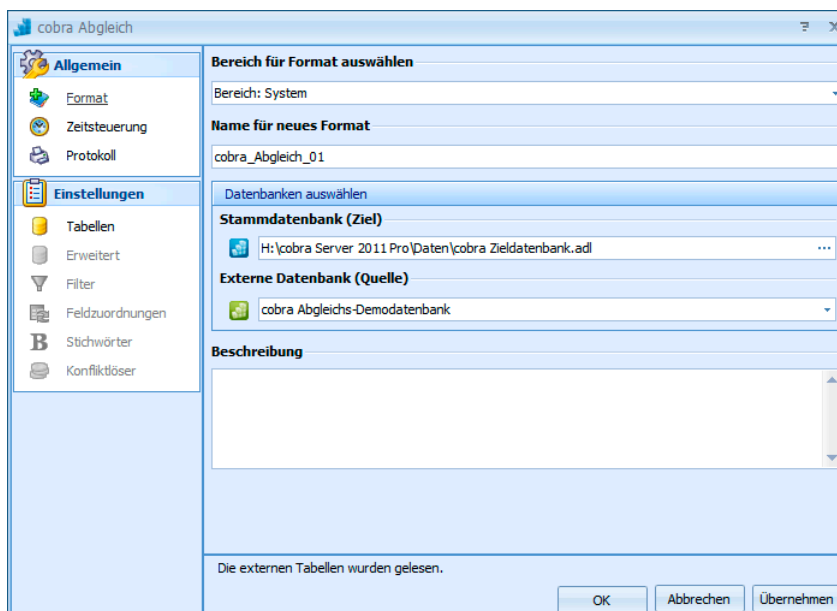 cobra Abgleich
Allgemein
Format
Zeitsteuerung
Protokoll
Einstellungen
Tabellen
Erweitert
Filter
Feldzuordnungen
Stichwörter
Konfliktlöser
Bereich für Format auswählen
Bereich: System
Name für neues Format
cobra_Abgleich_01
Datenbanken auswählen
Stammdatenbank (Ziel)
H:\cobra Server 2011 Pro\Daten\cobra Zieldatenbank.adl
Externe Datenbank (Quelle)
cobra Abgleichs-Demodatenbank
Beschreibung
Die externen Tabellen wurden gelesen.
OK Abbrechen Übernehmen